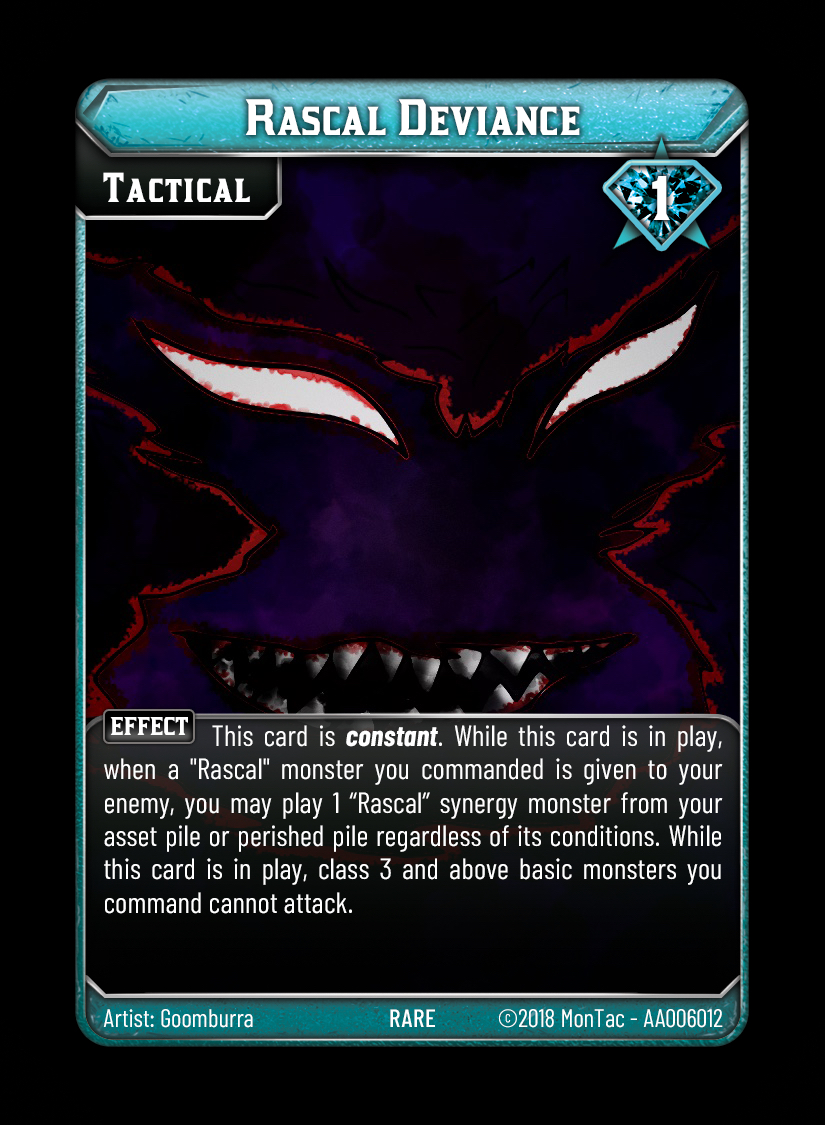 Rascal Deviance
Tactical
1
EFFECT This card is constant. While this card is in play,
when a "Rascal" monster you commanded is given to your
enemy, you may play 1 “Rascal” synergy monster from your
asset pile or perished pile regardless of its conditions. While
this card is in play, class 3 and above basic monsters you
command cannot attack.
Artist: Goomburra RARE ©2018 MonTac - AA006012